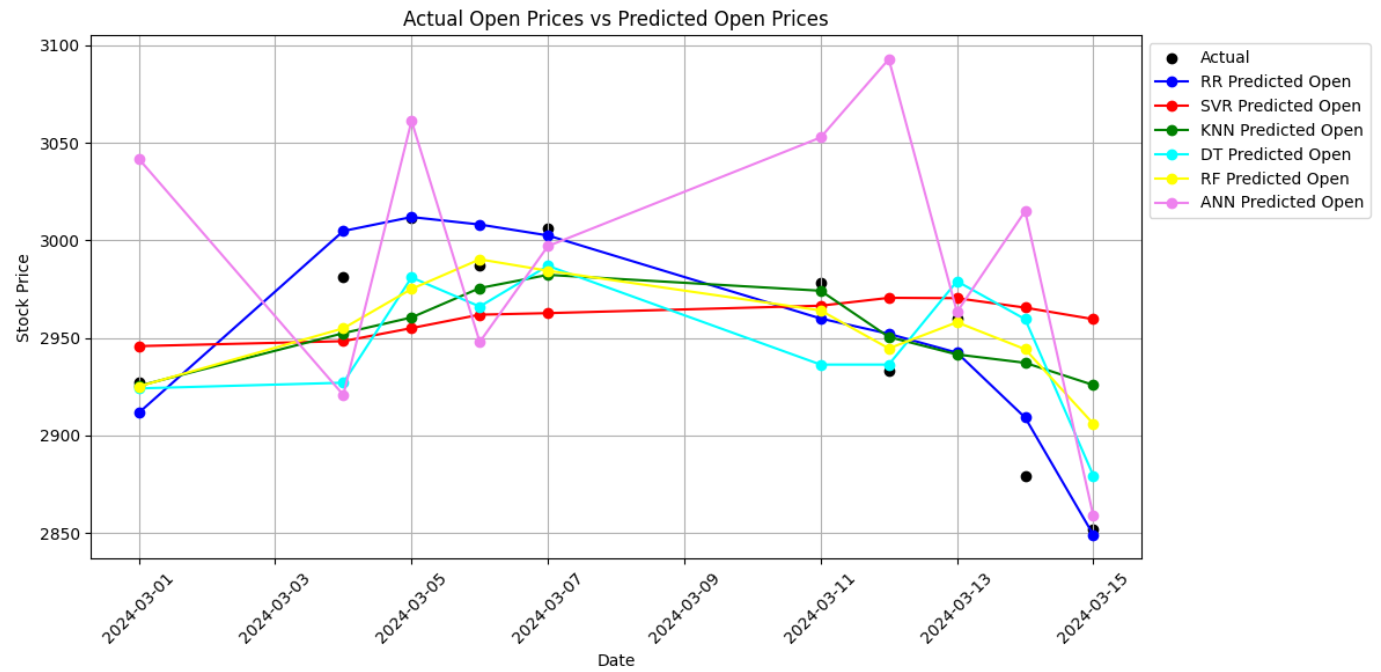 Actual Open Prices vs Predicted Open Prices
Stock Price
3100
3050
3000
2950
2900
2850
2024-03-01
2024-03-03
2024-03-05
2024-03-07
2024-03-09
2024-03-11
2024-03-13
2024-03-15
Date
Actual
RR Predicted Open
SVR Predicted Open
KNN Predicted Open
DT Predicted Open
RF Predicted Open
ANN Predicted Open